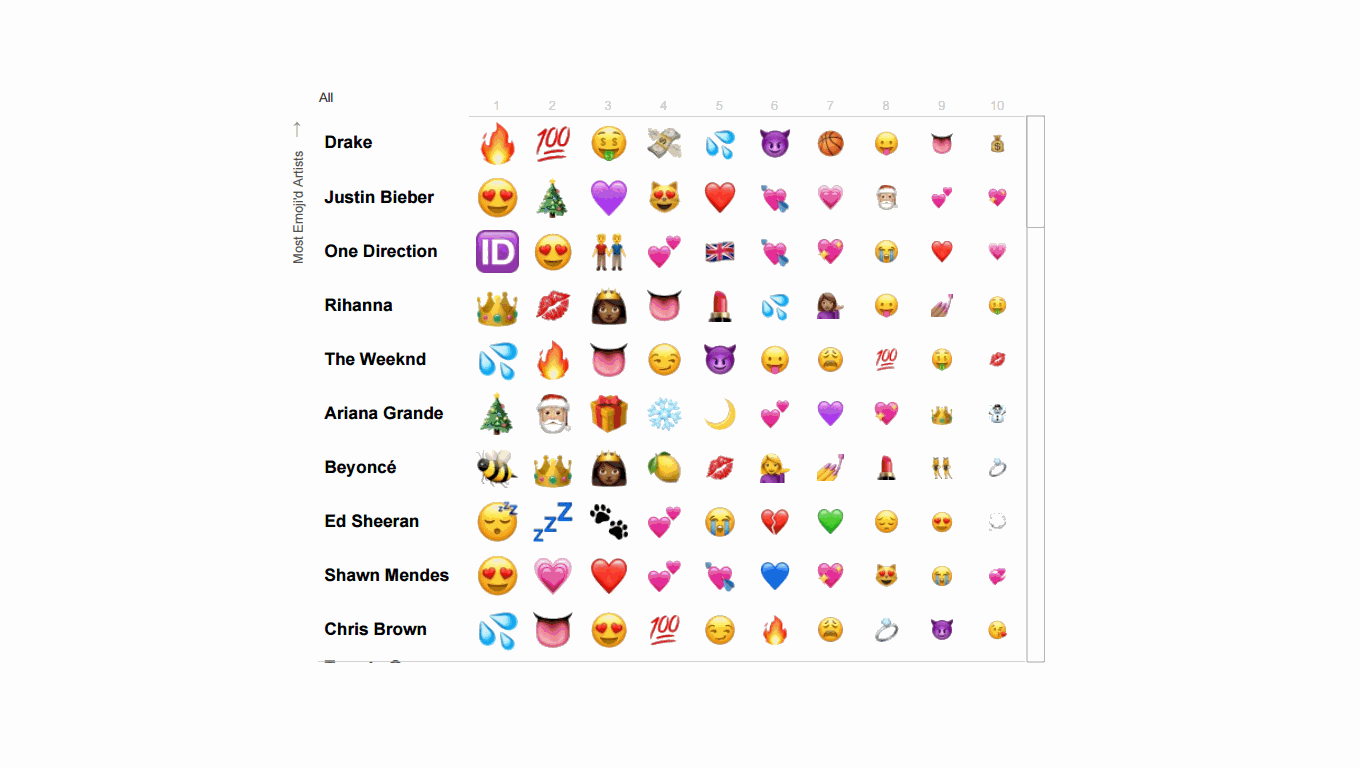 All
1 2 3 4 5 6 7 8 9 10
Most Emoji'd Artists →
Drake
Justin Bieber
One Direction
Rihanna
The Weeknd
Ariana Grande
Beyoncé
Ed Sheeran
Shawn Mendes
Chris Brown